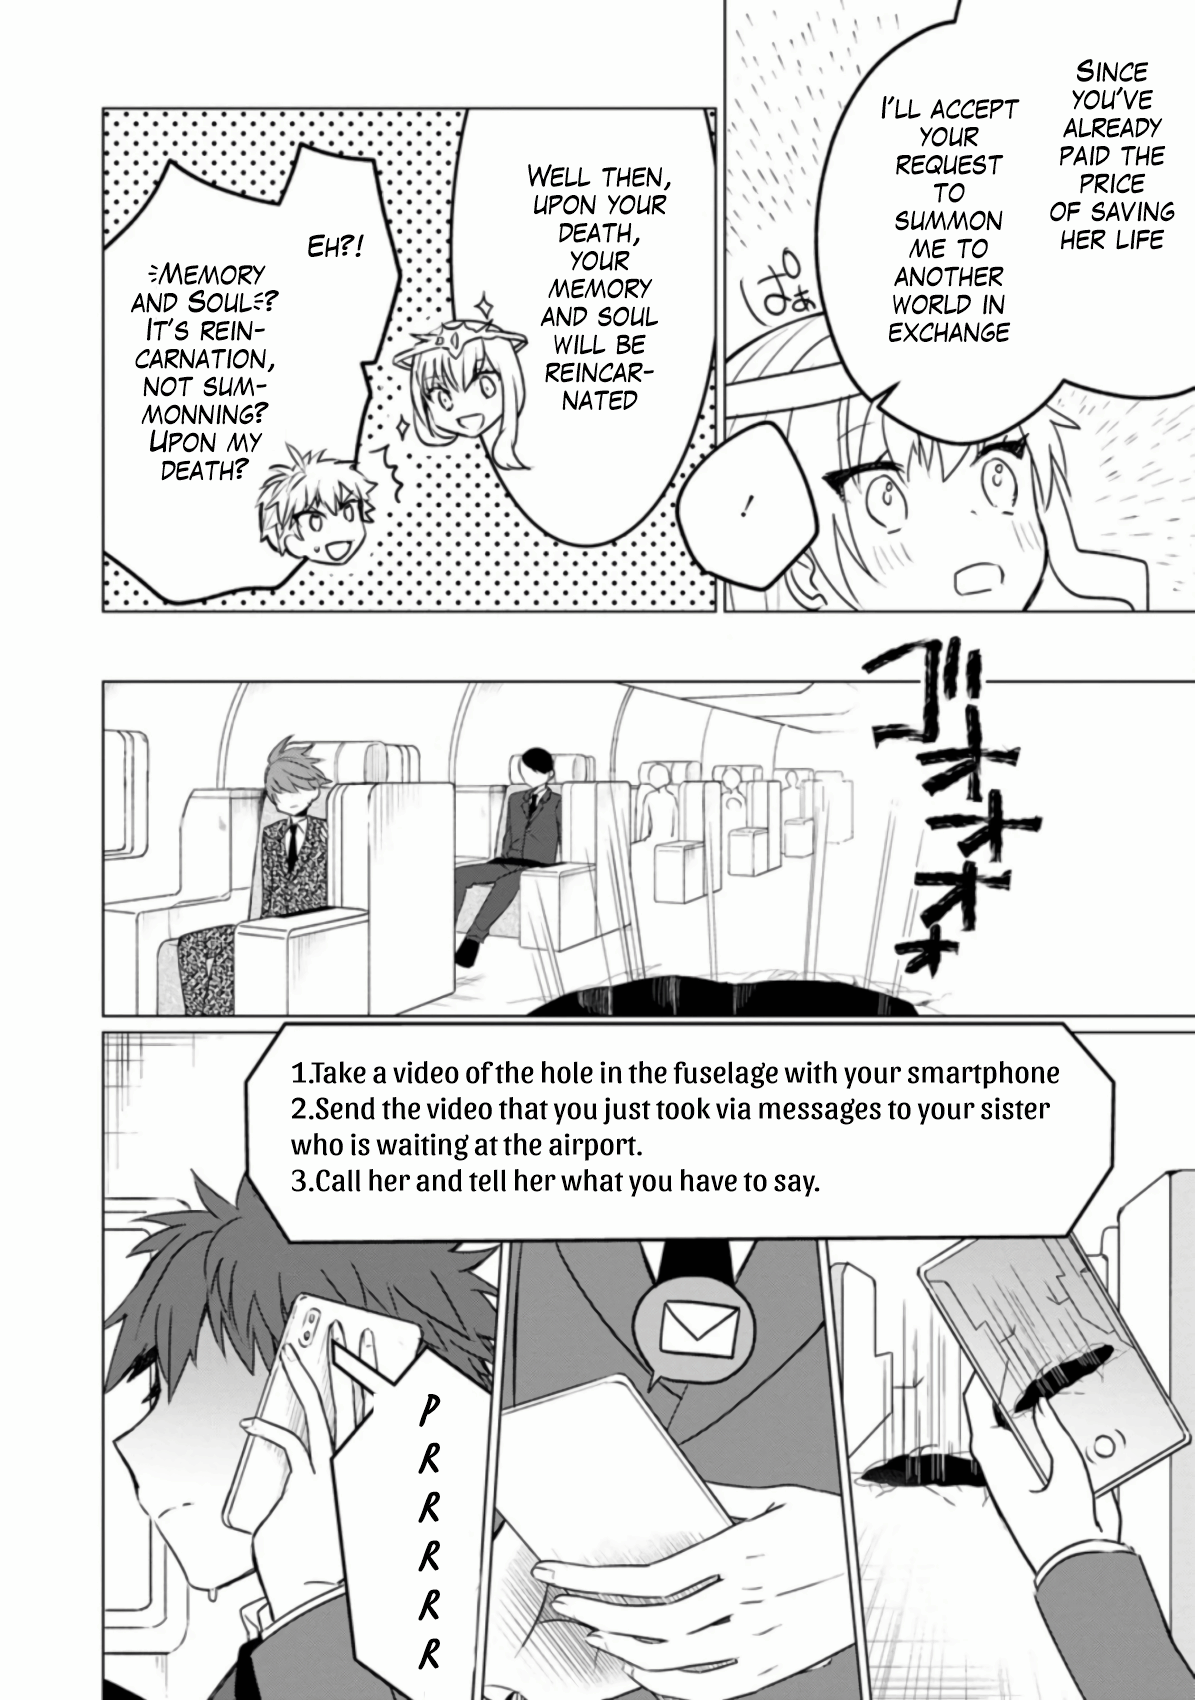 SINCE
YOU'VE
ALREADY
PAID THE
PRICE
OF SAVING
HER LIFE
I'LL ACCEPT
YOUR
REQUEST
TO
SUMMON
ME TO
ANOTHER
WORLD IN
EXCHANGE
ぱあ
!
WELL THEN,
UPON YOUR
DEATH,
YOUR
MEMORY
AND SOUL
WILL BE
REINCAR-
NATED
EH?!
MEMORY
AND SOUL?
IT'S REIN-
CARNATION,
NOT SUM-
MONNING?
UPON MY
DEATH?
ゴオオオオォ
1.Take a video of the hole in the fuselage with your smartphone
2.Send the video that you just took via messages to your sister
who is waiting at the airport.
3.Call her and tell her what you have to say.
P
R
R
R
R
R